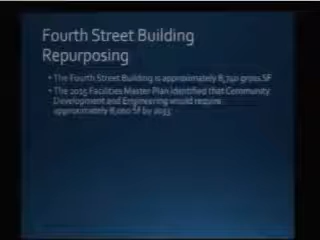 Fourth Street Building
Repurposing
• The Fourth Street Building is approximately 8,740 gross SF
• The 2015 Facilities Master Plan identified that Community
Development and Engineering would require
approximately 8,000 SF by 2035